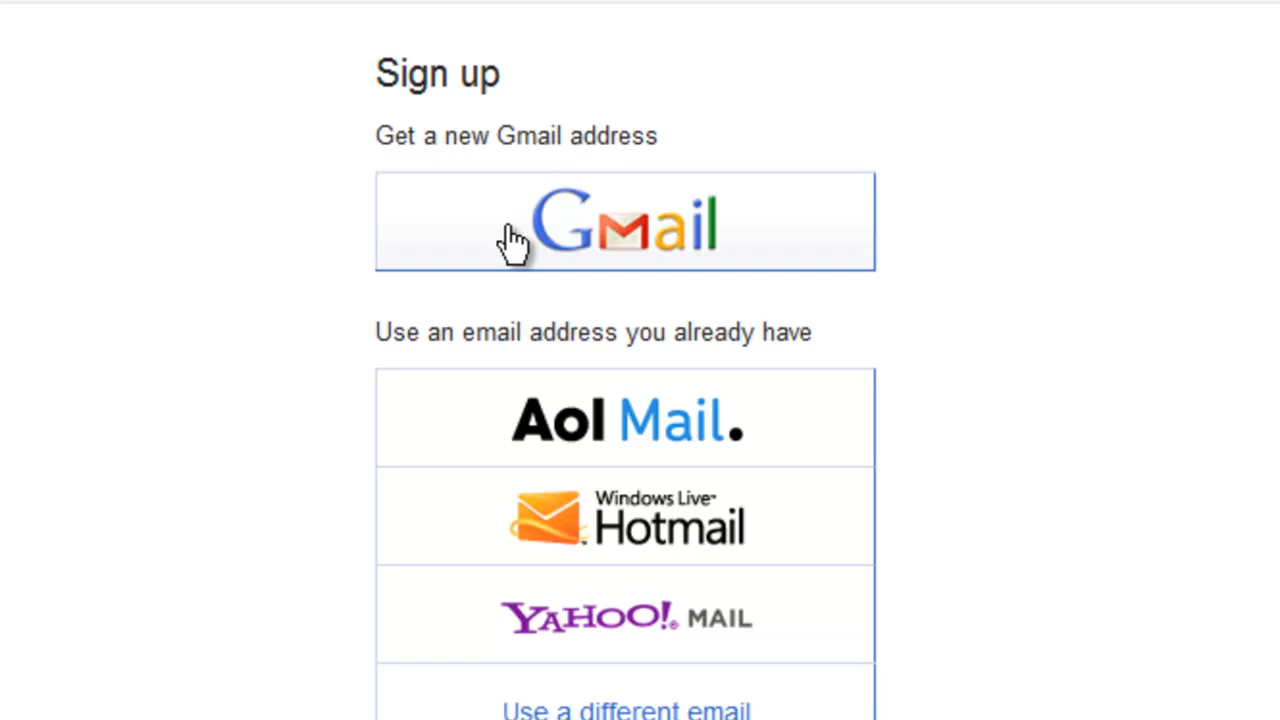 Sign up
Get a new Gmail address
Gmail
Use an email address you already have
Aol Mail.
Windows Live™
Hotmail
YAHOO!® MAIL
Use a different email